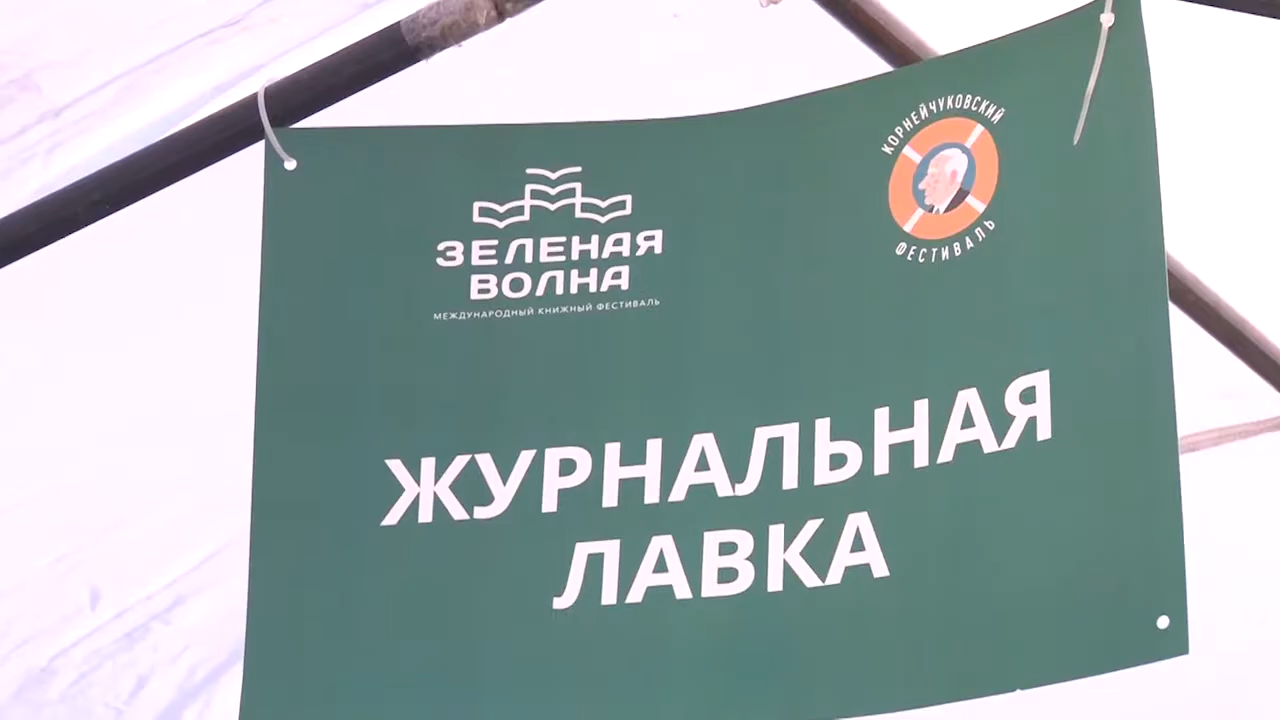 КОРНЕЙЧУКОВСКИЙ
ФЕСТИВАЛЬ
ЗЕЛЕНАЯ
ВОЛНА
МЕЖДУНАРОДНЫЙ КНИЖНЫЙ ФЕСТИВАЛЬ
ЖУРНАЛЬНАЯ
ЛАВКА